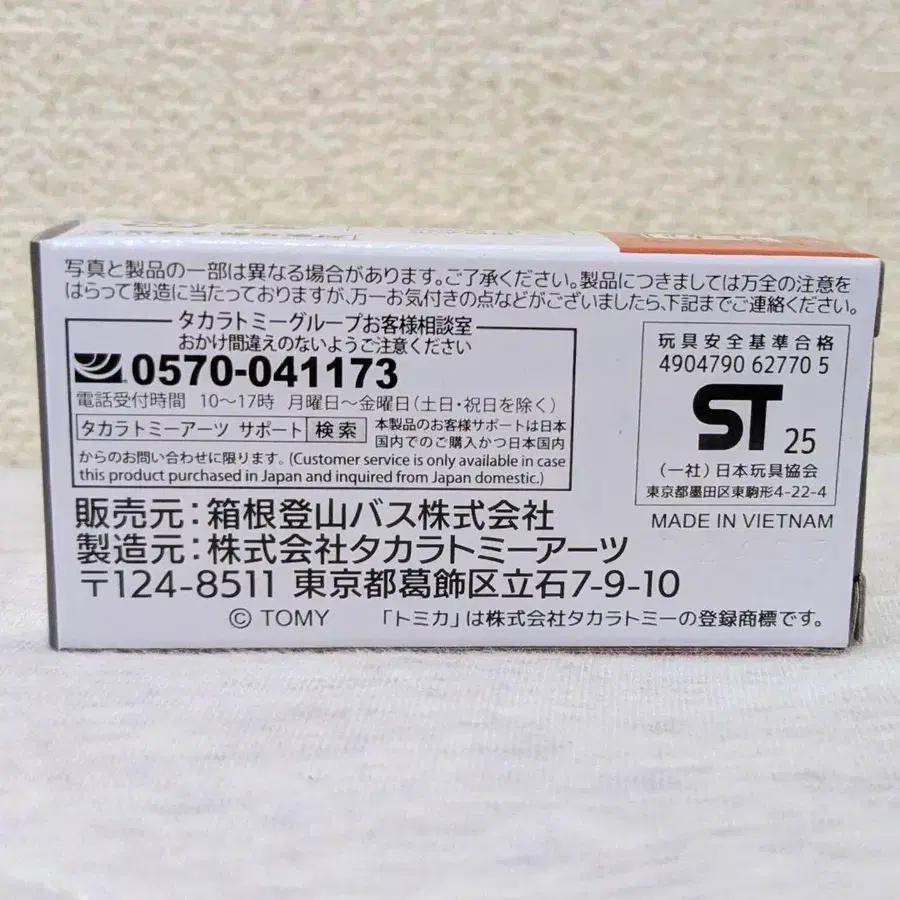 写真と製品の一部は異なる場合があります。ご了承ください。製品につきましては万全の注意を
はらって製造に当たっておりますが、万一お気付きの点などがございましたら、下記までご連絡ください。
タカラトミーグループお客様相談室
おかけ間違えのないようご注意ください
0570-041173
電話受付時間 10〜17時 月曜日〜金曜日(土日・祝日を除く)
タカラトミーアーツ サポート 検索
本製品のお客様サポートは日本
国内でのご購入かつ日本国内
からのお問い合わせに限ります。(Customer service is only available in case
this product purchased in Japan and inquired from Japan domestic.)
玩具安全基準合格
4904790 62770 5
ST 25
(一社)日本玩具協会
東京都墨田区東駒形4-22-4
MADE IN VIETNAM
販売元:箱根登山バス株式会社
製造元:株式会社タカラトミーアーツ
〒124-8511 東京都葛飾区立石7-9-10
© TOMY 「トミカ」は株式会社タカラトミーの登録商標です。